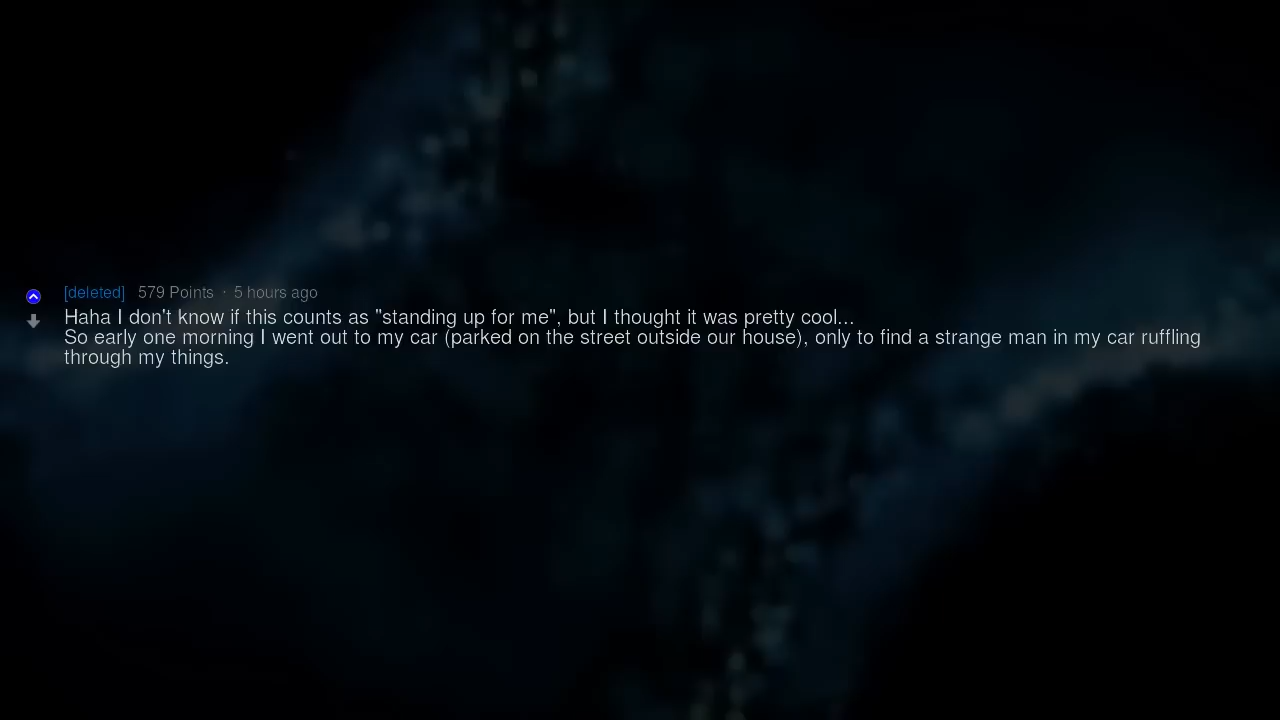 [deleted] 579 Points · 5 hours ago
Haha I don't know if this counts as "standing up for me", but I thought it was pretty cool...
So early one morning I went out to my car (parked on the street outside our house), only to find a strange man in my car ruffling
through my things.